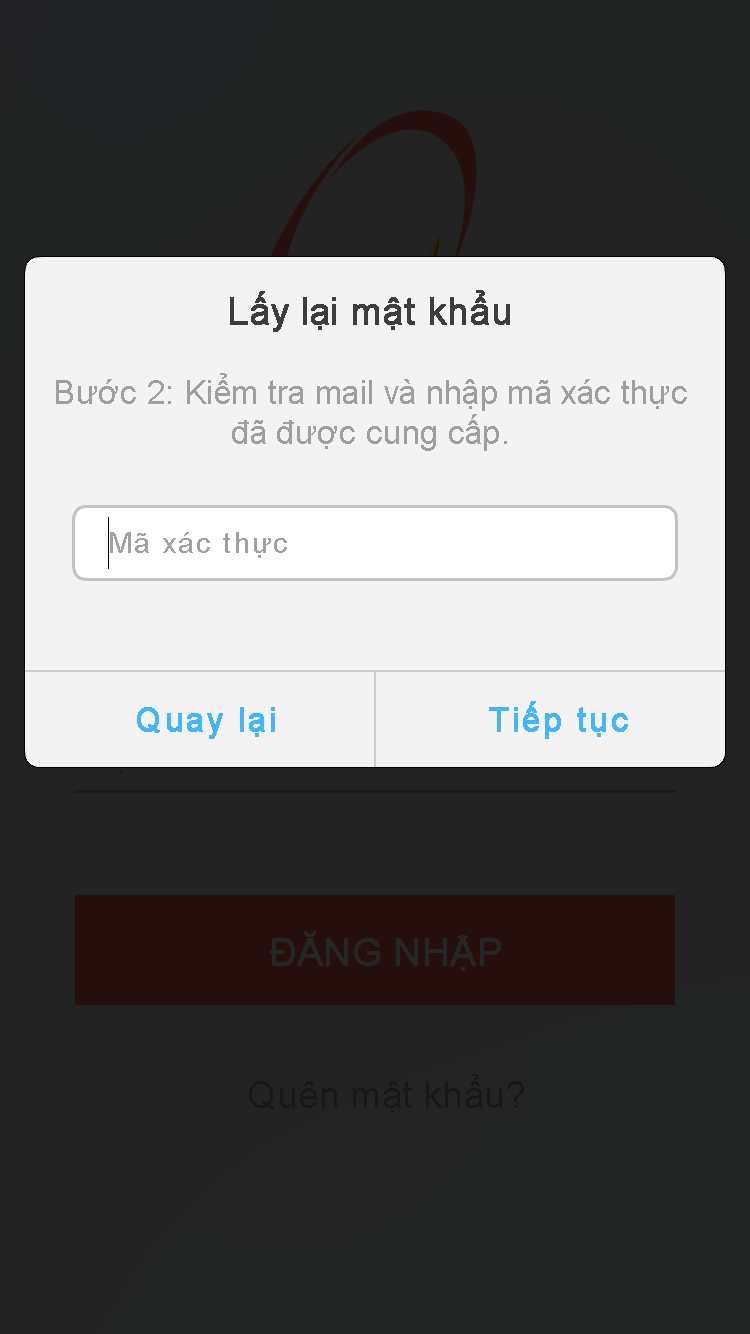 Lấy lại mật khẩu
Bước 2: Kiểm tra mail và nhập mã xác thực
đã được cung cấp.
Mã xác thực
Quay lại
Tiếp tục
ĐĂNG NHẬP
Quên mật khẩu?